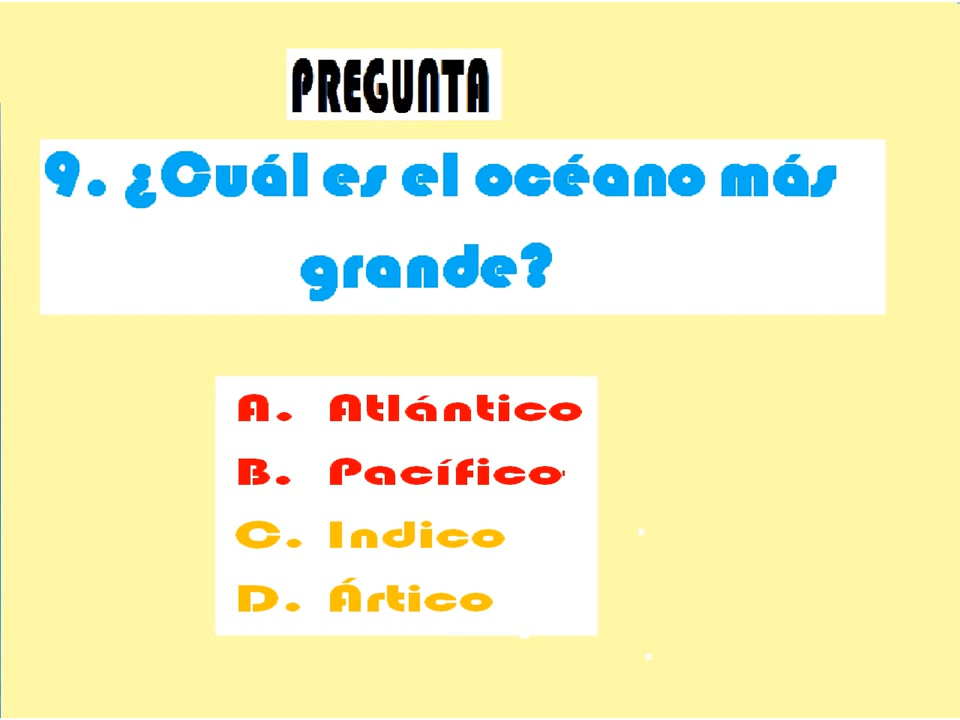 PREGUNTA
9. ¿Cuál es el océano más
grande?
A. Atlántico
B. Pacífico
C. Indico
D. Ártico